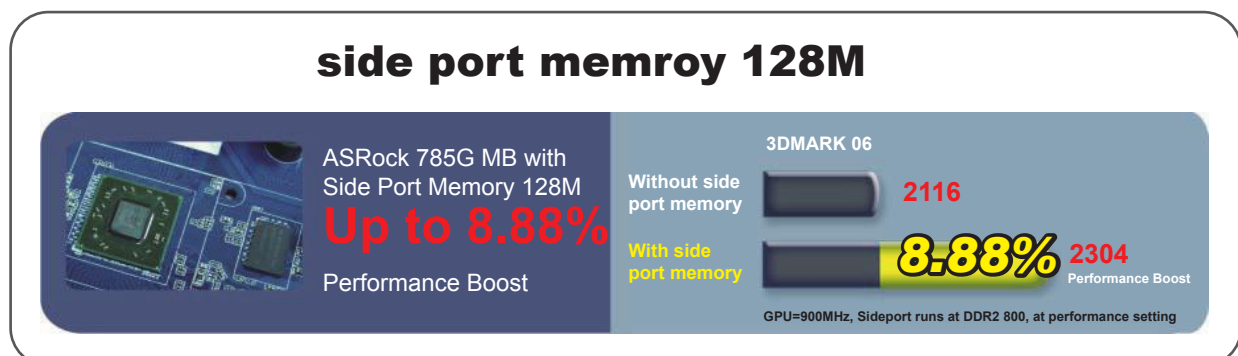 side port memroy 128M
ASRock 785G MB with
Side Port Memory 128M
Up to 8.88%
Performance Boost
3DMARK 06
Without side
port memory
2116
With side
port memory
8.88%
2304
Performance Boost
GPU=900MHz, Sideport runs at DDR2 800, at performance setting